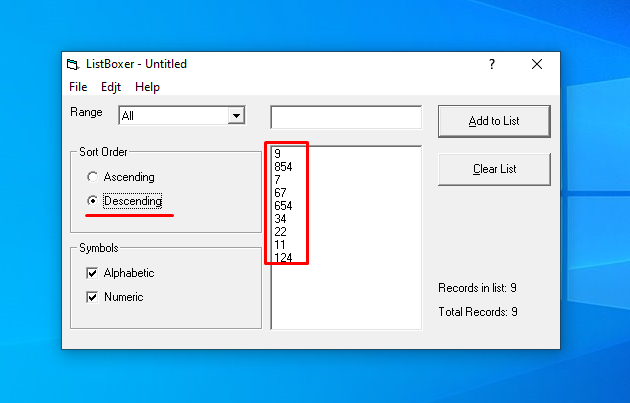 ListBoxer - Untitled
?
File Edjt Help
Range
All
Add to List
Sort Order
Ascending
Descending
9
854
7
67
654
34
22
11
124
Clear List
Symbols
Alphabetic
Numeric
Records in list: 9
Total Records: 9